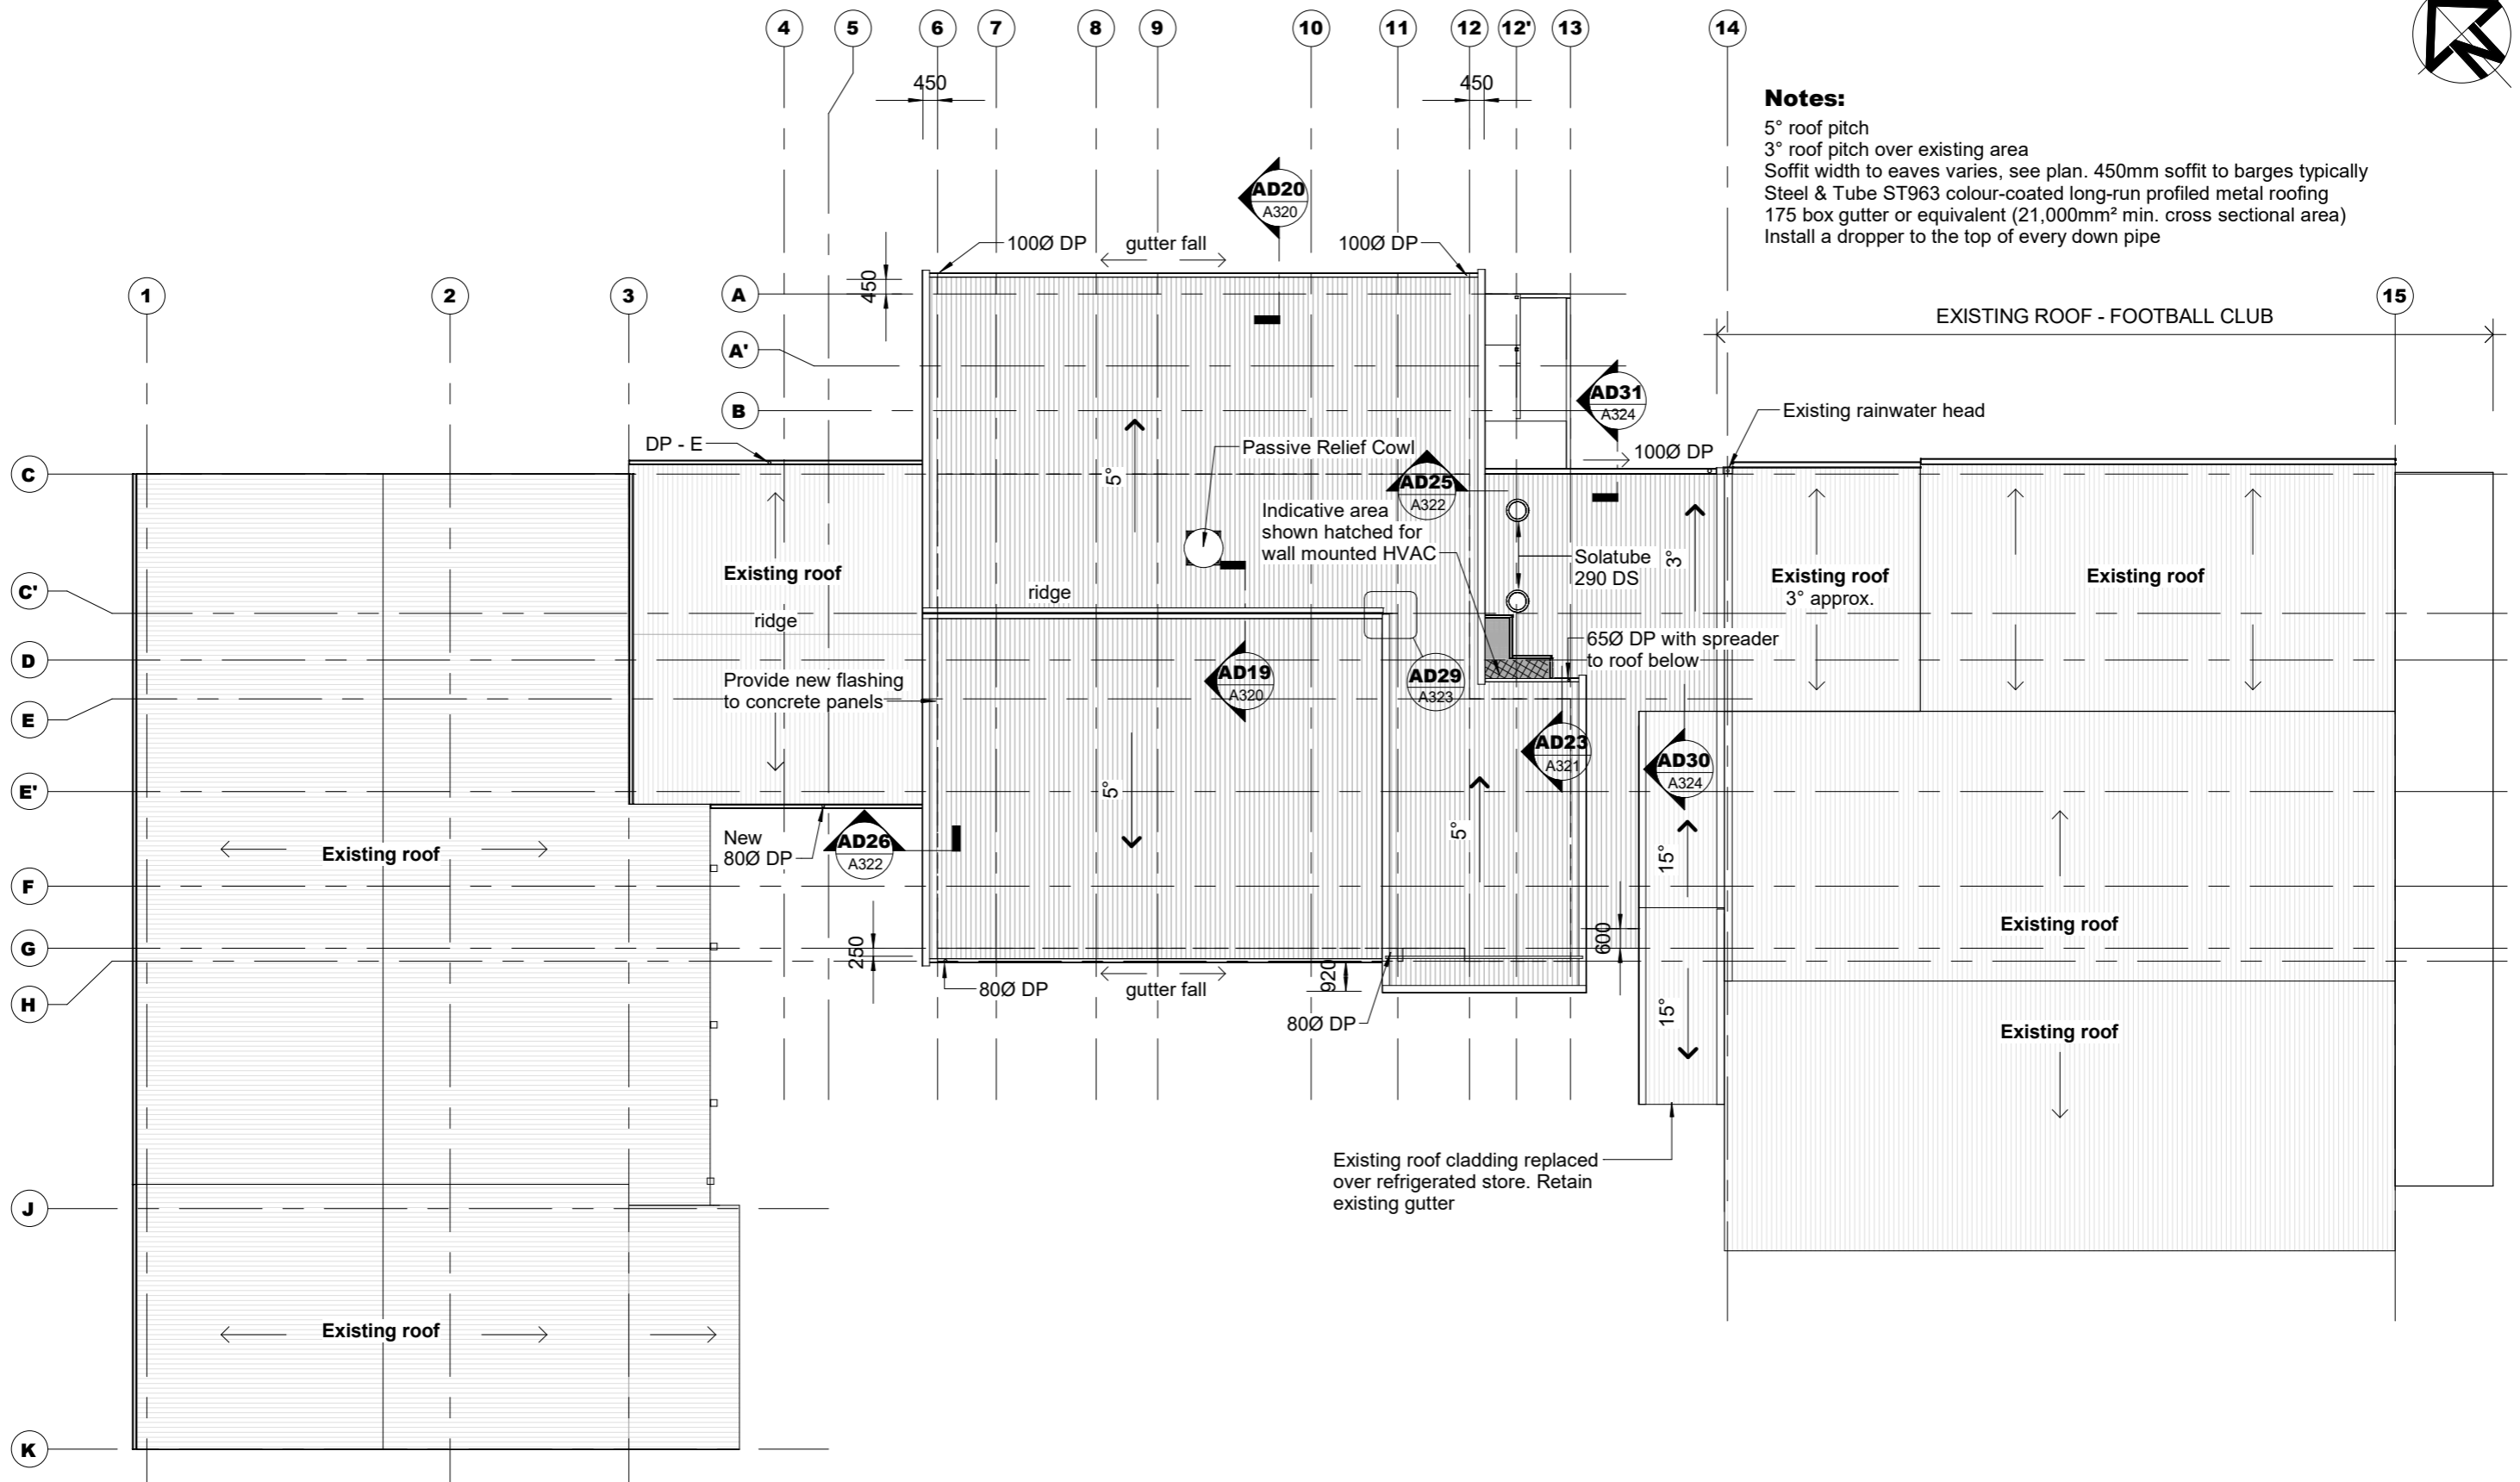 4
5
6
7
8
9
10
11
12
12'
13
14
N
450
450
Notes:
5° roof pitch
3° roof pitch over existing area
Soffit width to eaves varies, see plan. 450mm soffit to barges typically
Steel & Tube ST963 colour-coated long-run profiled metal roofing
175 box gutter or equivalent (21,000mm² min. cross sectional area)
Install a dropper to the top of every down pipe
AD20
A320
100Ø DP
gutter fall
100Ø DP
1
2
3
A
450
15
EXISTING ROOF - FOOTBALL CLUB
A'
B
AD31
A324
Existing rainwater head
DP - E
Passive Relief Cowl
100Ø DP
C
5°
AD25
A322
Indicative area
shown hatched for
wall mounted HVAC
Solatube
290 DS
3°
Existing roof
Existing roof
3° approx.
Existing roof
C'
ridge
ridge
65Ø DP with spreader
to roof below
D
Provide new flashing
to concrete panels
AD19
A320
AD29
A323
E
AD23
A321
AD30
A324
E'
5°
5°
New
80Ø DP
AD26
A322
15°
Existing roof
F
G
250
600
Existing roof
H
80Ø DP
gutter fall
920
80Ø DP
15°
Existing roof
Existing roof cladding replaced
over refrigerated store. Retain
existing gutter
J
Existing roof
K